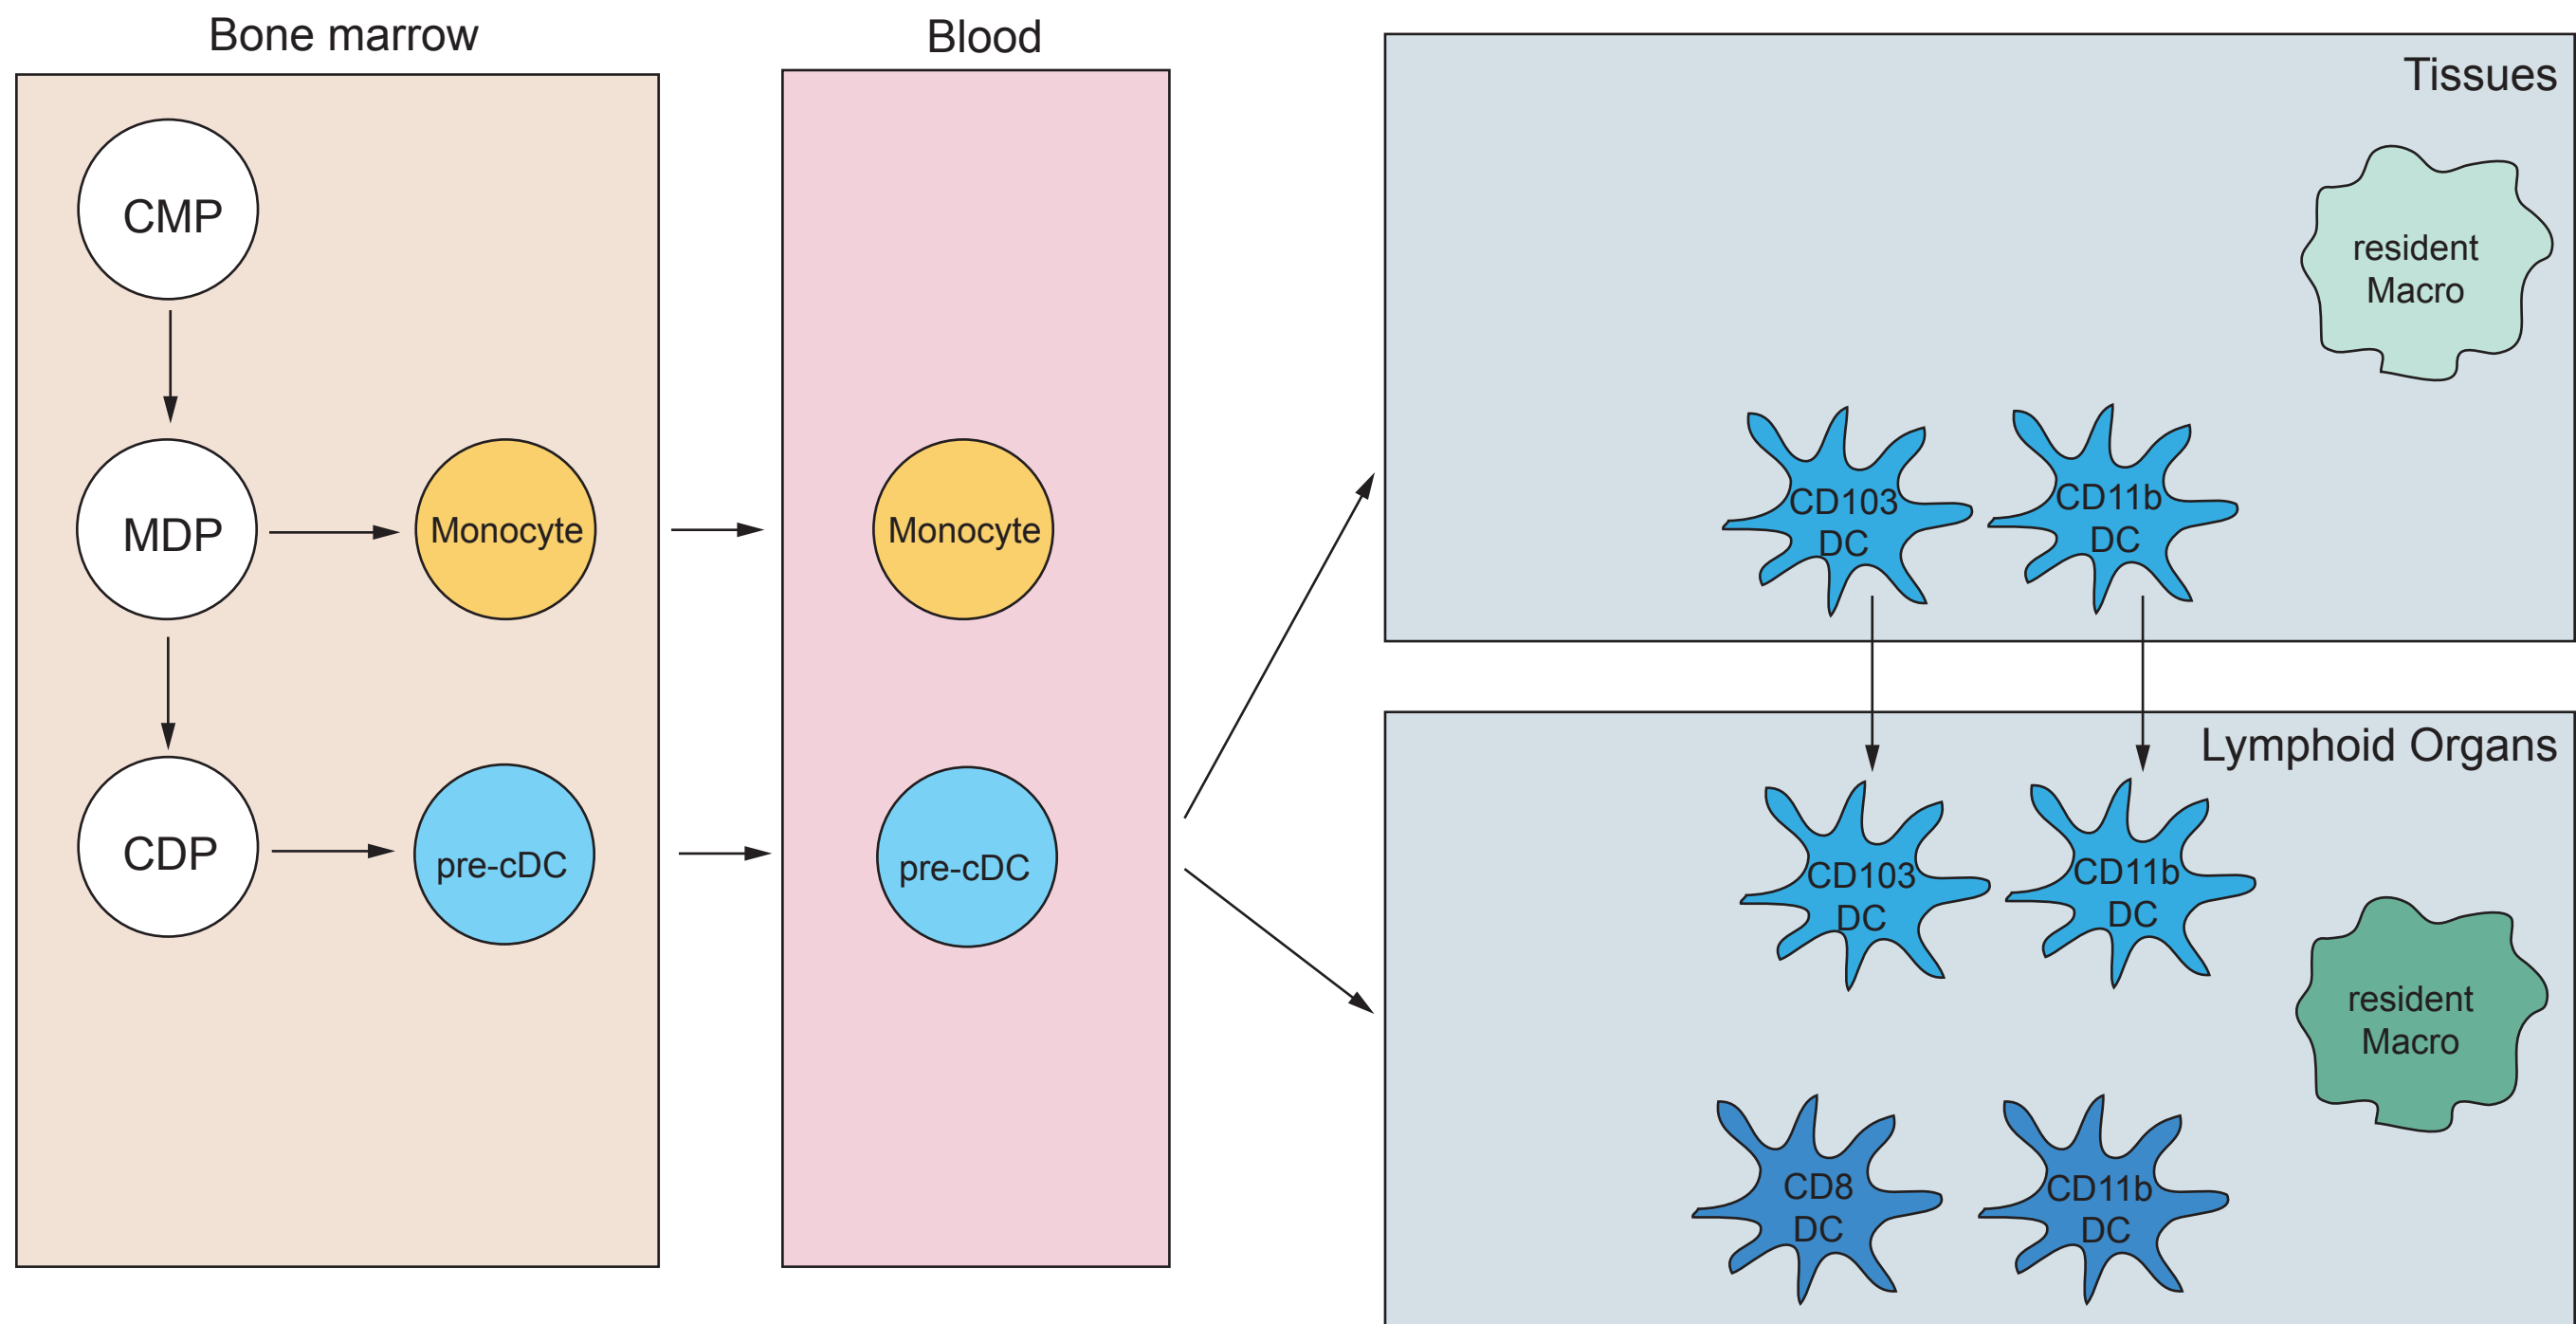 Bone marrow
CMP
MDP
Monocyte
CDP
pre-cDC
Blood
Monocyte
pre-cDC
Tissues
resident
Macro
CD103
DC
CD11b
DC
Lymphoid Organs
CD103
DC
CD11b
DC
resident
Macro
CD8
DC
CD11b
DC